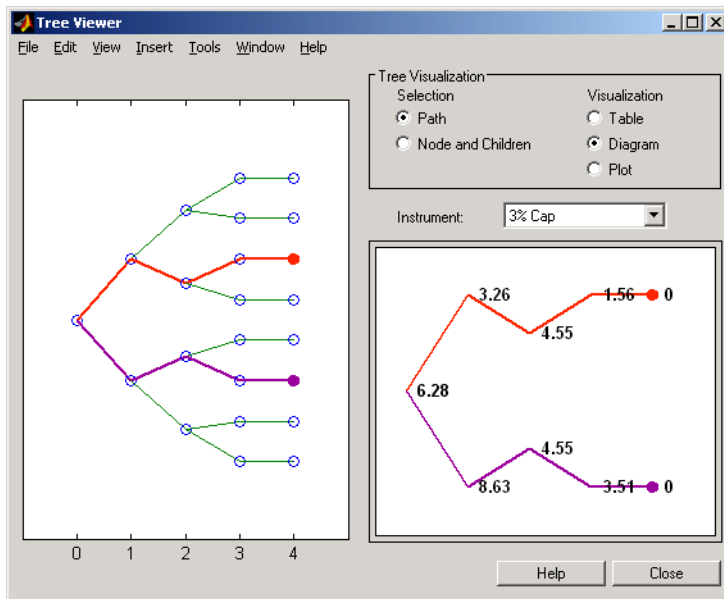 Tree Viewer
File Edit View Insert Tools Window Help
Tree Visualization
Selection
Path
Node and Children
Visualization
Table
Diagram
Plot
Instrument: 3% Cap
0 1 2 3 4
3.26 1.56 0
4.55
6.28
4.55
8.63 3.51 0
Help Close